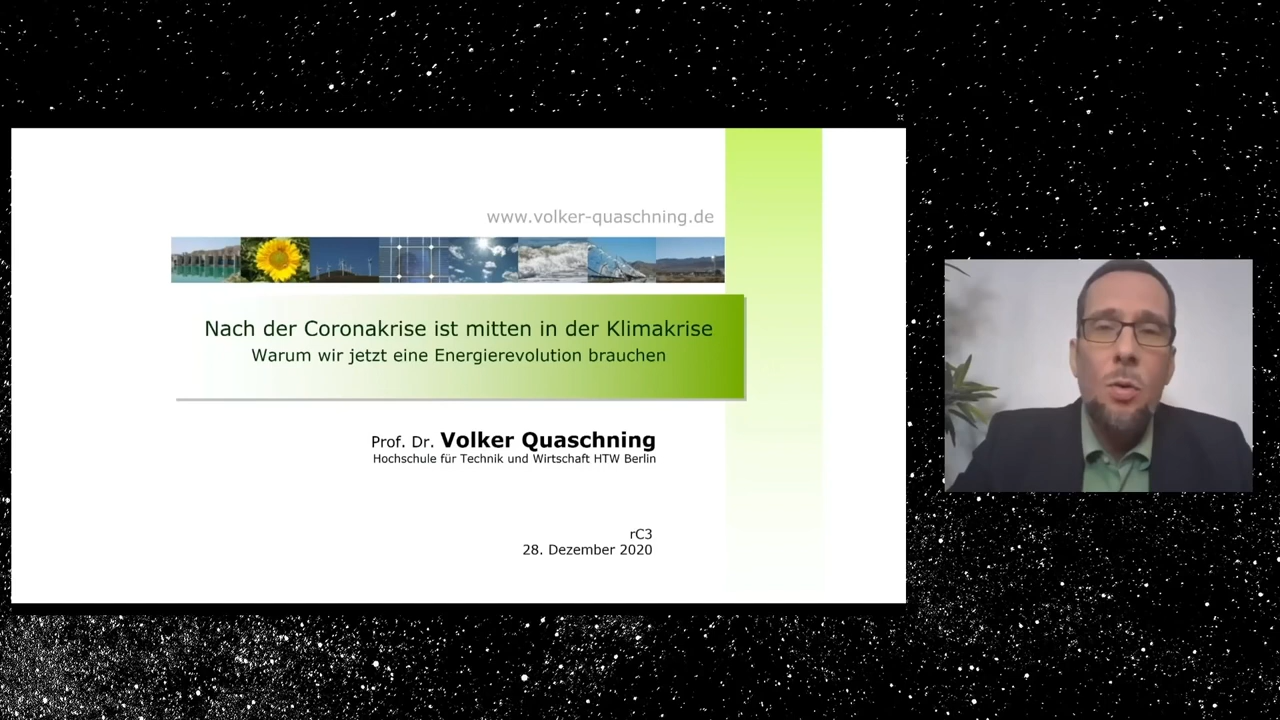 www.volker-quaschning.de
Nach der Coronakrise ist mitten in der Klimakrise
Warum wir jetzt eine Energierevolution brauchen
Prof. Dr. Volker Quaschning
Hochschule für Technik und Wirtschaft HTW Berlin
rC3
28. Dezember 2020